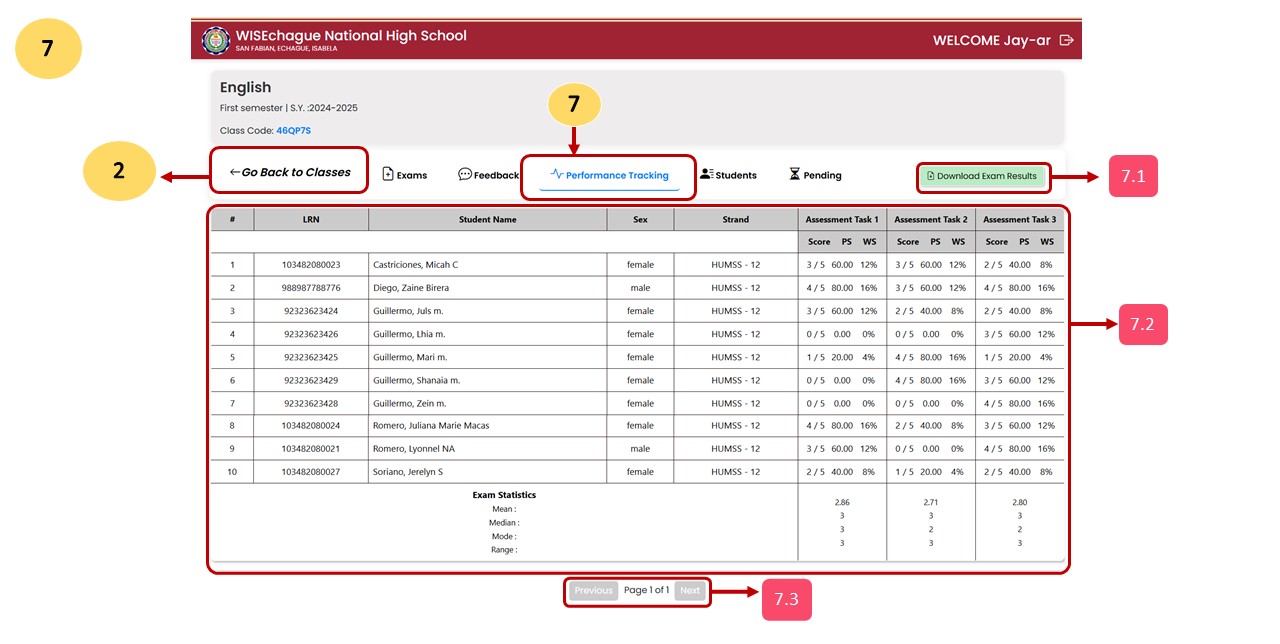 7
WISEchague National High School
SAN FABIAN, ECHAGUE, ISABELA
WELCOME Jay-ar
English
First semester | S.Y. :2024-2025
Class Code: 46QP7S
7
2
←Go Back to Classes
Exams
Feedback
Performance Tracking
Students
Pending
Download Exam Results
7.1
# LRN Student Name Sex Strand Assessment Task 1 Assessment Task 2 Assessment Task 3
Score PS WS Score PS WS Score PS WS
1 103482080023 Castriciones, Micah C female HUMSS - 12 3 / 5 60.00 12% 3 / 5 60.00 12% 2 / 5 40.00 8%
2 988987788776 Diego, Zaine Birera male HUMSS - 12 4 / 5 80.00 16% 3 / 5 60.00 12% 4 / 5 80.00 16%
3 92323623424 Guillermo, Juls m. female HUMSS - 12 3 / 5 60.00 12% 2 / 5 40.00 8% 2 / 5 40.00 8%
7.2
4 92323623426 Guillermo, Lhia m. female HUMSS - 12 0 / 5 0.00 0% 0 / 5 0.00 0% 3 / 5 60.00 12%
5 92323623425 Guillermo, Mari m. female HUMSS - 12 1 / 5 20.00 4% 4 / 5 80.00 16% 1 / 5 20.00 4%
6 92323623429 Guillermo, Shanaia m. female HUMSS - 12 0 / 5 0.00 0% 4 / 5 80.00 16% 3 / 5 60.00 12%
7 92323623428 Guillermo, Zein m. female HUMSS - 12 0 / 5 0.00 0% 0 / 5 0.00 0% 4 / 5 80.00 16%
8 103482080024 Romero, Juliana Marie Macas female HUMSS - 12 4 / 5 80.00 16% 2 / 5 40.00 8% 3 / 5 60.00 12%
9 103482080021 Romero, Lyonnel NA male HUMSS - 12 3 / 5 60.00 12% 0 / 5 0.00 0% 4 / 5 80.00 16%
10 103482080027 Soriano, Jerelyn S female HUMSS - 12 2 / 5 40.00 8% 1 / 5 20.00 4% 2 / 5 40.00 8%
Exam Statistics
Mean : 2.86 2.71 2.80
Median : 3 3 3
Mode : 3 2 2
Range : 3 3 3
Previous Page 1 of 1 Next
7.3